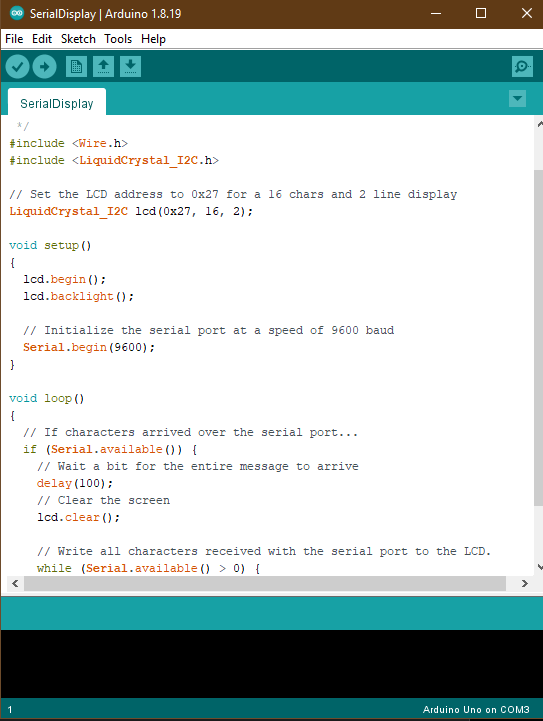 SerialDisplay | Arduino 1.8.19
File Edit Sketch Tools Help
SerialDisplay
*/
#include <Wire.h>
#include <LiquidCrystal_I2C.h>
// Set the LCD address to 0x27 for a 16 chars and 2 line display
LiquidCrystal_I2C lcd(0x27, 16, 2);
void setup()
{
lcd.begin();
lcd.backlight();
// Initialize the serial port at a speed of 9600 baud
Serial.begin(9600);
}
void loop()
{
// If characters arrived over the serial port...
if (Serial.available()) {
// Wait a bit for the entire message to arrive
delay(100);
// Clear the screen
lcd.clear();
// Write all characters received with the serial port to the LCD.
while (Serial.available() > 0) {
1
Arduino Uno on COM3